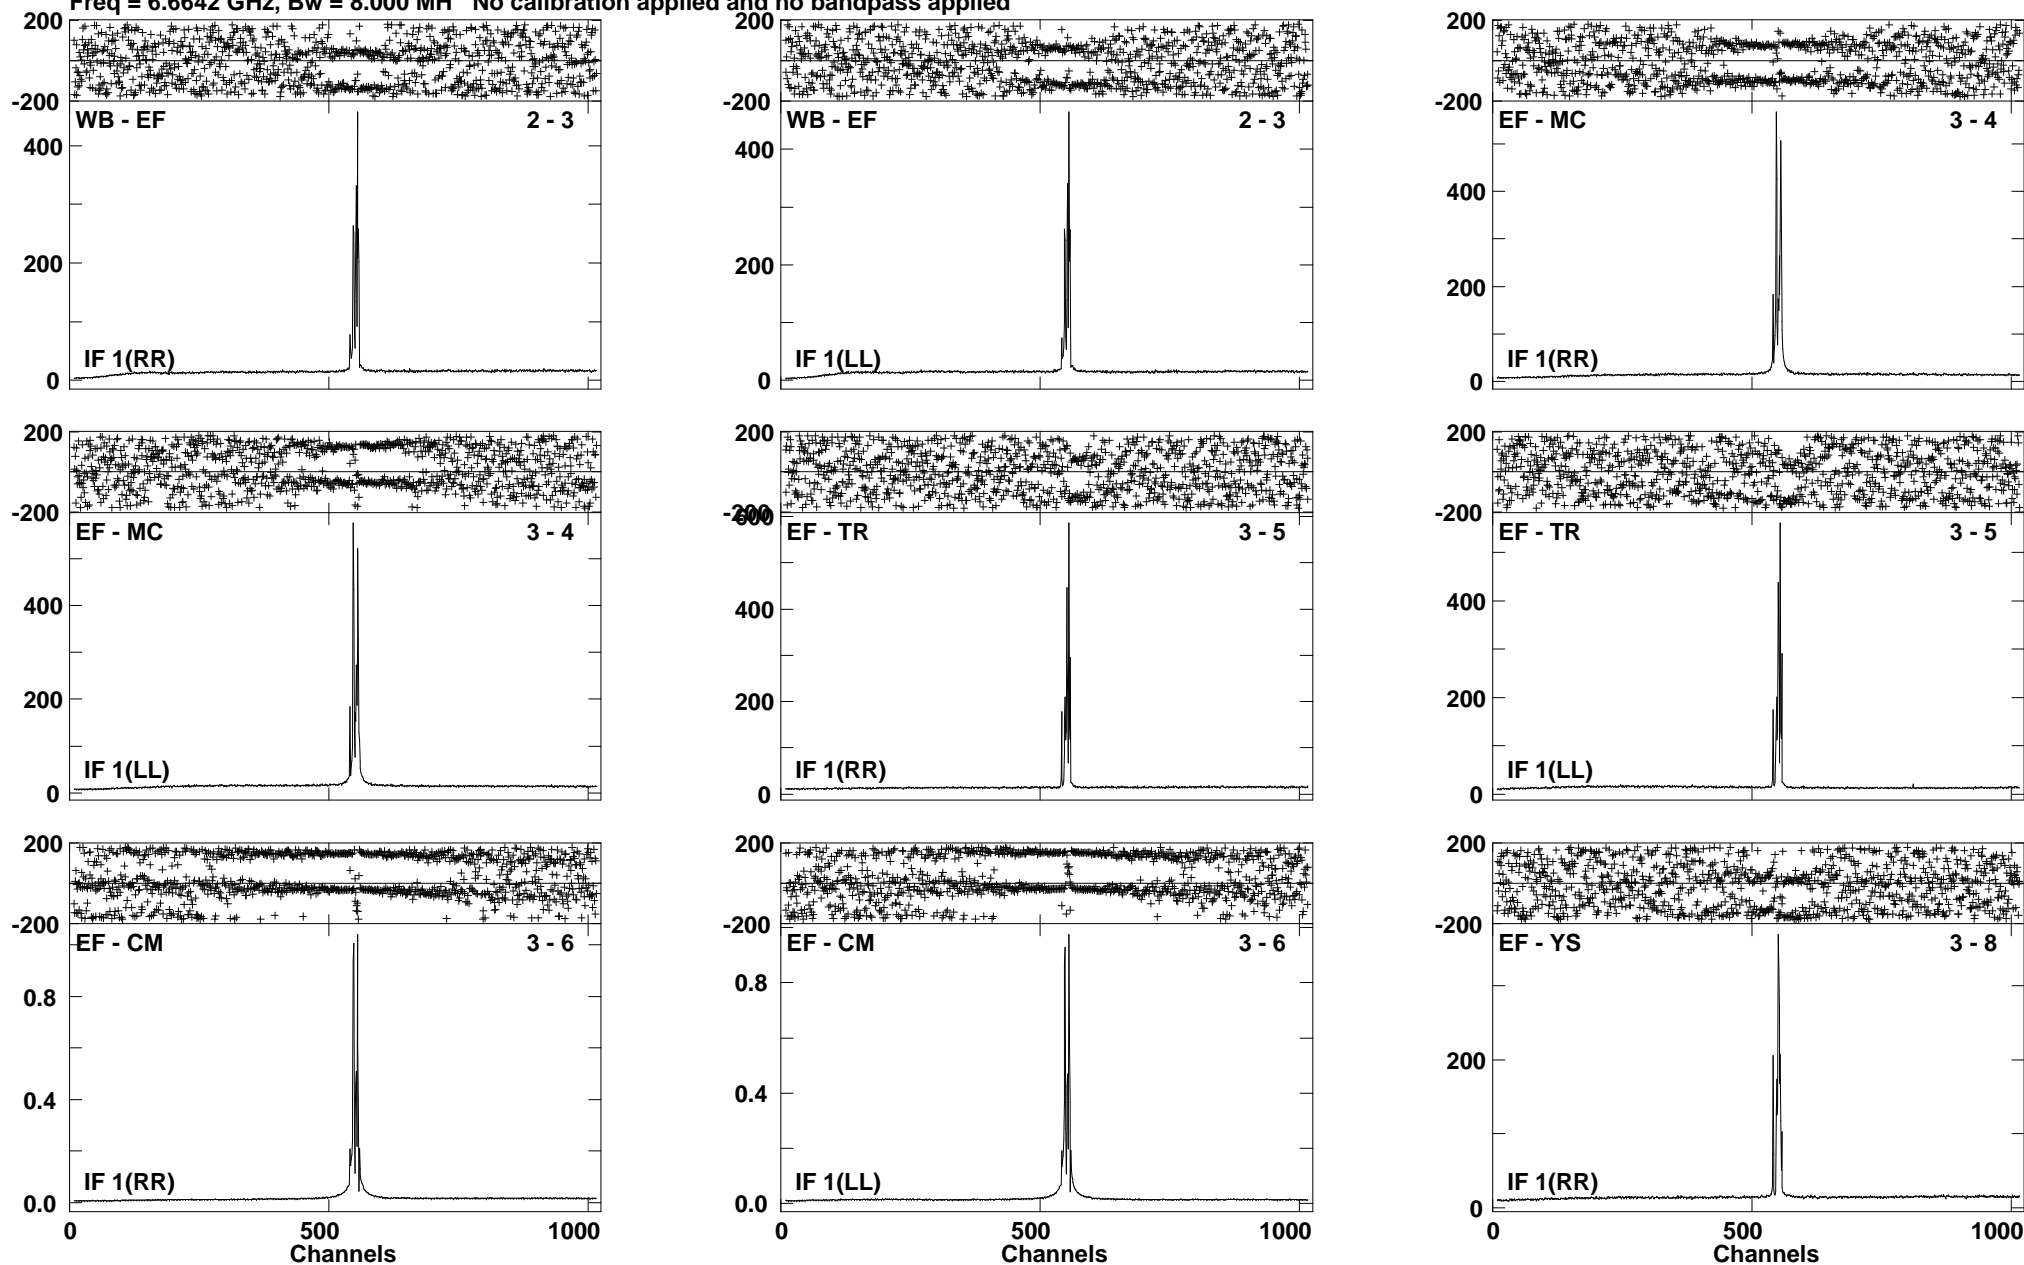 Freq = 6.6642 GHz, Bw = 8.000 MH No calibration applied and no bandpass applied
200
-200
WB - EF 2 - 3
400
200
0
IF 1(RR)
200
-200
WB - EF 2 - 3
400
200
0
IF 1(LL)
200
-200
EF - MC 3 - 4
400
200
0
IF 1(RR)
200
-200
EF - MC 3 - 4
400
200
0
IF 1(LL)
200
-200
600
EF - TR 3 - 5
400
200
0
IF 1(RR)
200
-200
EF - TR 3 - 5
400
200
0
IF 1(LL)
200
-200
EF - CM 3 - 6
0.8
0.4
0.0
IF 1(RR)
0 500 1000
Channels
200
-200
EF - CM 3 - 6
0.8
0.4
0.0
IF 1(LL)
0 500 1000
Channels
200
-200
EF - YS 3 - 8
200
0
IF 1(RR)
0 500 1000
Channels